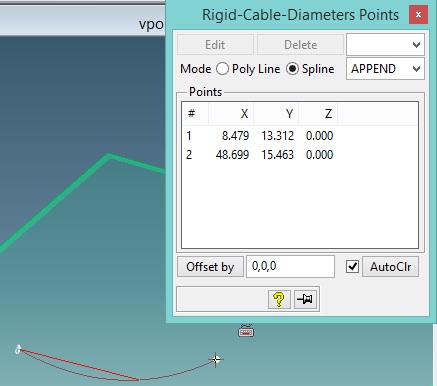 Rigid-Cable-Diameters Points x
vpo
Edit Delete
Mode Poly Line Spline APPEND
Points
# X Y Z
1 8.479 13.312 0.000
2 48.699 15.463 0.000
Offset by 0,0,0 AutoClr
?